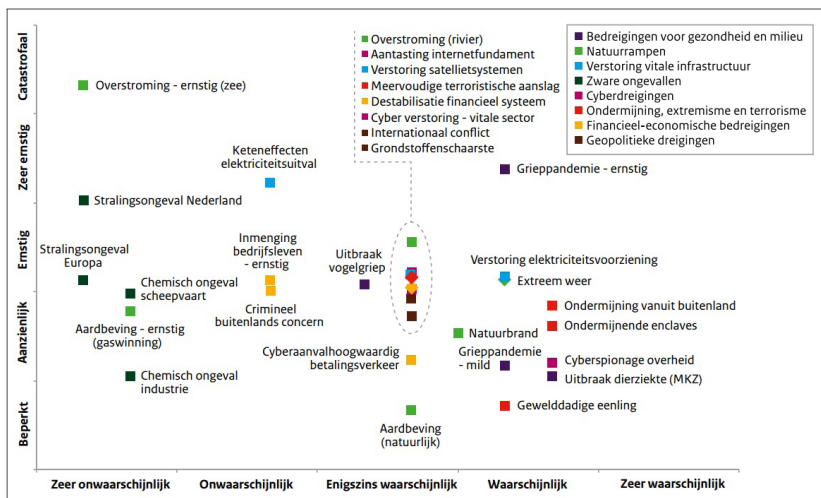 Catastrofaal
Zeer ernstig
Ernstig
Aanzienlijk
Beperkt
Overstroming (rivier)
Aantasting internetfundament
Verstoring satellietsystemen
Meervoudige terroristische aanslag
Destabilisatie financieel systeem
Cyber verstoring - vitale sector
Internationaal conflict
Grondstoffenschaarste
Bedreigingen voor gezondheid en milieu
Natuurrampen
Verstoring vitale infrastructuur
Zware ongevallen
Cyberdreigingen
Ondermijning, extremisme en terrorisme
Financieel-economische bedreigingen
Geopolitieke dreigingen
Overstroming - ernstig (zee)
Keteneffecten
elektriciteitsuitval
Grieppandemie - ernstig
Stralingsongeval Nederland
Stralingsongeval
Europa
Inmenging
bedrijfsleven
- ernstig
Uitbraak
vogelgriep
Verstoring elektriciteitsvoorziening
Extreem weer
Chemisch ongeval
scheepvaart
Crimineel
buitenlands concern
Ondermijning vanuit buitenland
Aardbeving - ernstig
(gaswinning)
Natuurbrand
Ondermijnende enclaves
Cyberaanvalhoogwaardig
betalingsverkeer
Grieppandemie
- mild
Cyberspionage overheid
Chemisch ongeval
industrie
Uitbraak dierziekte (MKZ)
Gewelddadige eenling
Aardbeving
(natuurlijk)
Zeer onwaarschijnlijk
Onwaarschijnlijk
Enigszins waarschijnlijk
Waarschijnlijk
Zeer waarschijnlijk